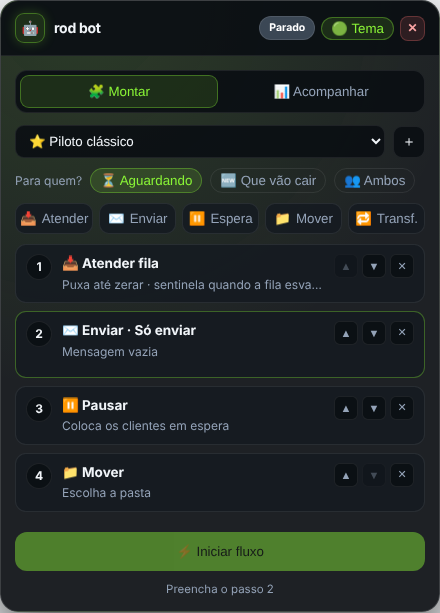 rod bot
Parado
Tema
Montar
Acompanhar
Piloto clássico
+
Para quem?
Aguardando
Que vão cair
Ambos
Atender
Enviar
Espera
Mover
Transf.
1
Atender fila
Puxa até zerar · sentinela quando a fila esva...
2
Enviar · Só enviar
Mensagem vazia
3
Pausar
Coloca os clientes em espera
4
Mover
Escolha a pasta
Iniciar fluxo
Preencha o passo 2